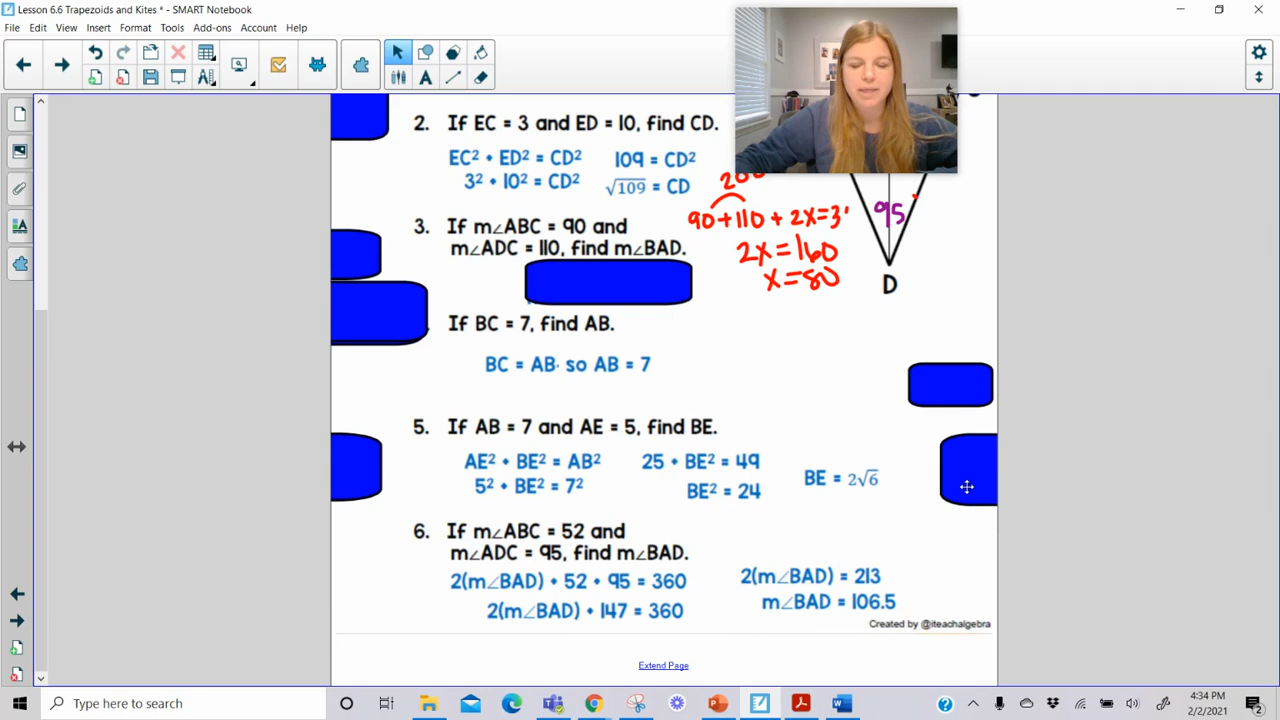 Lesson 6.6 Trapezoids and Kites * - SMART Notebook
File Edit View Insert Format Tools Add-ons Account Help
2. If EC = 3 and ED = 10, find CD.
EC² + ED² = CD² 109 = CD²
3² + 10² = CD² √109 = CD
90+110 + 2x=3
2x=160
x=80
95
D
3. If m∠ABC = 90 and
m∠ADC = 110, find m∠BAD.
If BC = 7, find AB.
BC = AB so AB = 7
5. If AB = 7 and AE = 5, find BE.
AE² + BE² = AB² 25 + BE² = 49
5² + BE² = 7² BE² = 24
BE = 2√6
6. If m∠ABC = 52 and
m∠ADC = 95, find m∠BAD.
2(m∠BAD) + 52 + 95 = 360 2(m∠BAD) = 213
2(m∠BAD) + 147 = 360 m∠BAD = 106.5
Created by @iteachalgebra
Extend Page
Type here to search
4:34 PM
2/2/2021